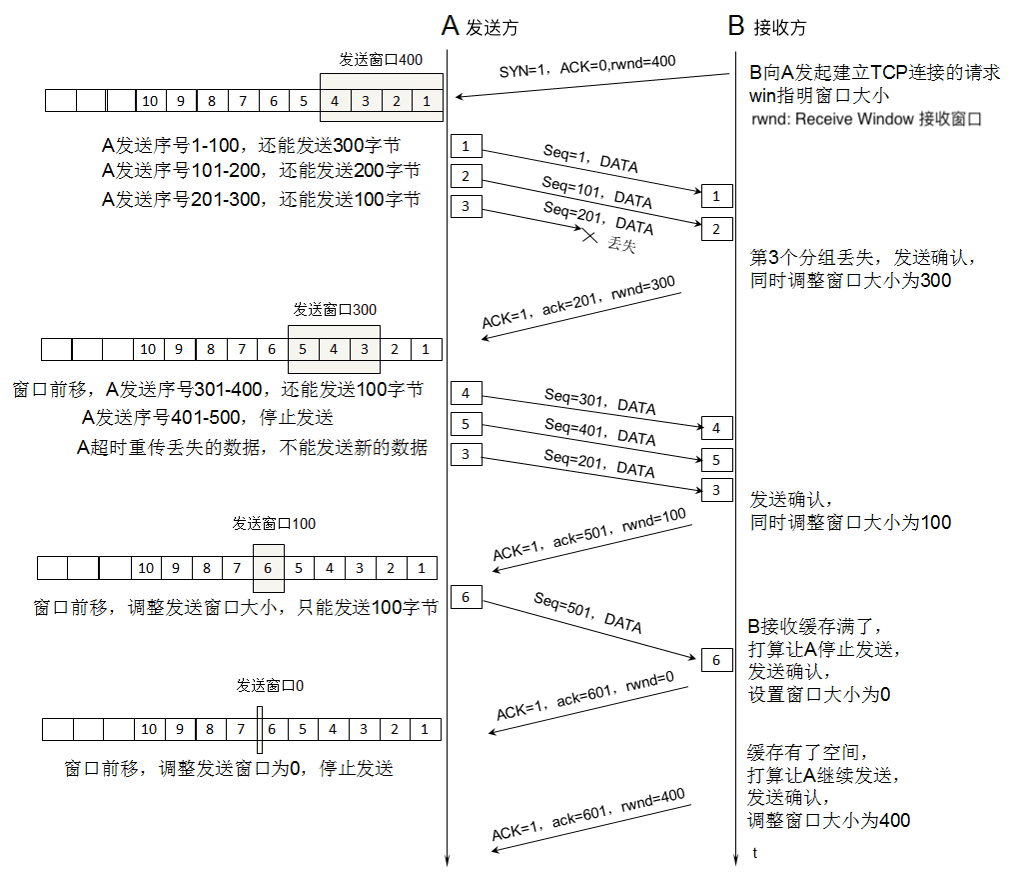 A 发送方
B 接收方
发送窗口400
SYN=1，ACK=0,rwnd=400
B向A发起建立TCP连接的请求
win指明窗口大小
rwnd: Receive Window 接收窗口
10 9 8 7 6 5 4 3 2 1
A发送序号1-100，还能发送300字节
A发送序号101-200，还能发送200字节
A发送序号201-300，还能发送100字节
1
2
3
Seq=1，DATA
Seq=101，DATA
Seq=201，DATA
丢失
1
2
第3个分组丢失，发送确认，
同时调整窗口大小为300
ACK=1，ack=201，rwnd=300
发送窗口300
10 9 8 7 6 5 4 3 2 1
窗口前移，A发送序号301-400，还能发送100字节
A发送序号401-500，停止发送
A超时重传丢失的数据，不能发送新的数据
4
5
3
Seq=301，DATA
Seq=401，DATA
Seq=201，DATA
4
5
3
发送确认，
同时调整窗口大小为100
ACK=1，ack=501，rwnd=100
发送窗口100
10 9 8 7 6 5 4 3 2 1
窗口前移，调整发送窗口大小，只能发送100字节
6
Seq=501，DATA
6
B接收缓存满了，
打算让A停止发送，
发送确认，
设置窗口大小为0
ACK=1，ack=601，rwnd=0
发送窗口0
10 9 8 7 6 5 4 3 2 1
窗口前移，调整发送窗口为0，停止发送
缓存有了空间，
打算让A继续发送，
发送确认，
调整窗口大小为400
ACK=1，ack=601，rwnd=400
t